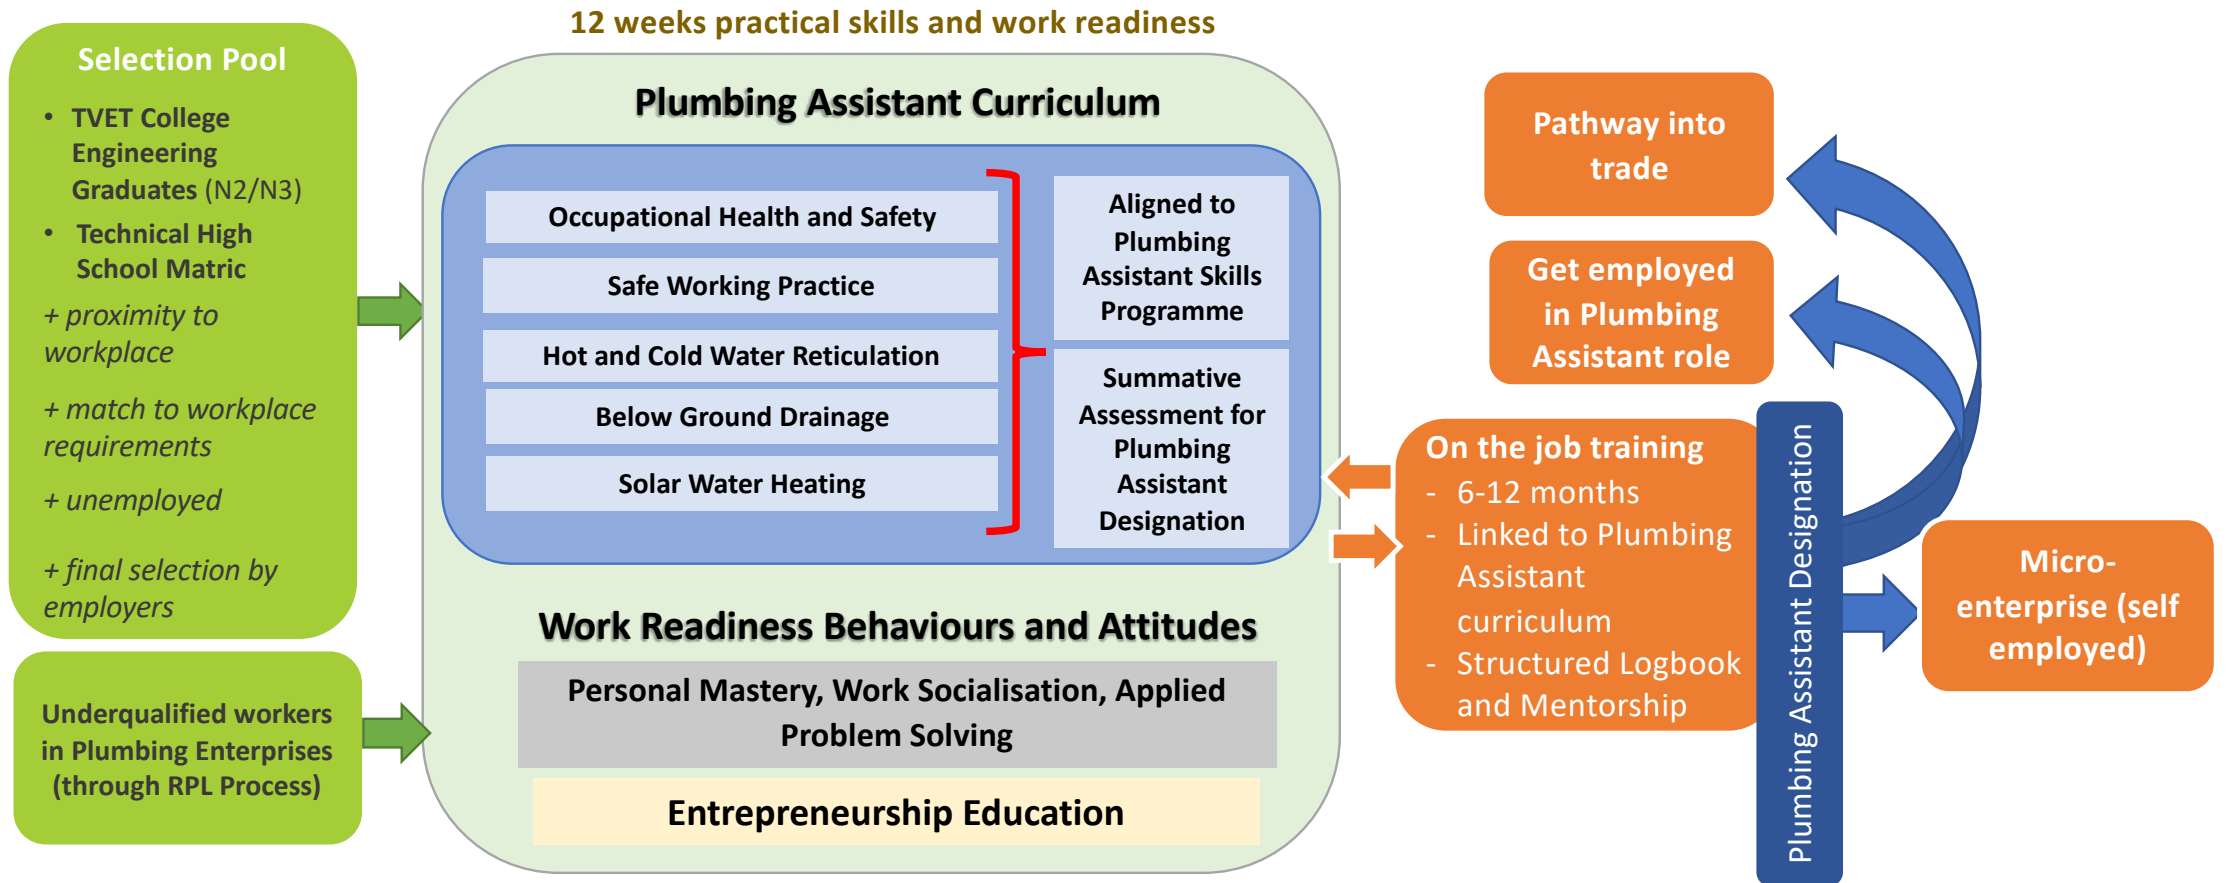 12 weeks practical skills and work readiness
Selection Pool
• TVET College
Engineering
Graduates (N2/N3)
• Technical High
School Matric
+ proximity to
workplace
+ match to workplace
requirements
+ unemployed
+ final selection by
employers
Underqualified workers
in Plumbing Enterprises
(through RPL Process)
Plumbing Assistant Curriculum
Occupational Health and Safety
Safe Working Practice
Hot and Cold Water Reticulation
Below Ground Drainage
Solar Water Heating
Aligned to
Plumbing
Assistant Skills
Programme
Summative
Assessment for
Plumbing
Assistant
Designation
Work Readiness Behaviours and Attitudes
Personal Mastery, Work Socialisation, Applied
Problem Solving
Entrepreneurship Education
On the job training
- 6-12 months
- Linked to Plumbing
Assistant
curriculum
- Structured Logbook
and Mentorship
Plumbing Assistant Designation
Pathway into
trade
Get employed
in Plumbing
Assistant role
Micro-
enterprise (self
employed)